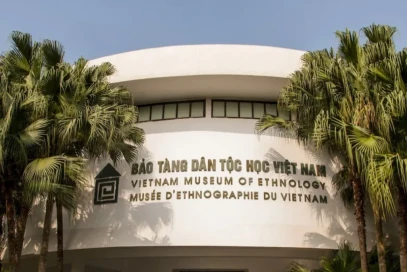 BẢO TÀNG DÂN TỘC HỌC VIỆT NAM
VIETNAM MUSEUM OF ETHNOLOGY
MUSÉE D'ETHNOGRAPHIE DU VIETNAM